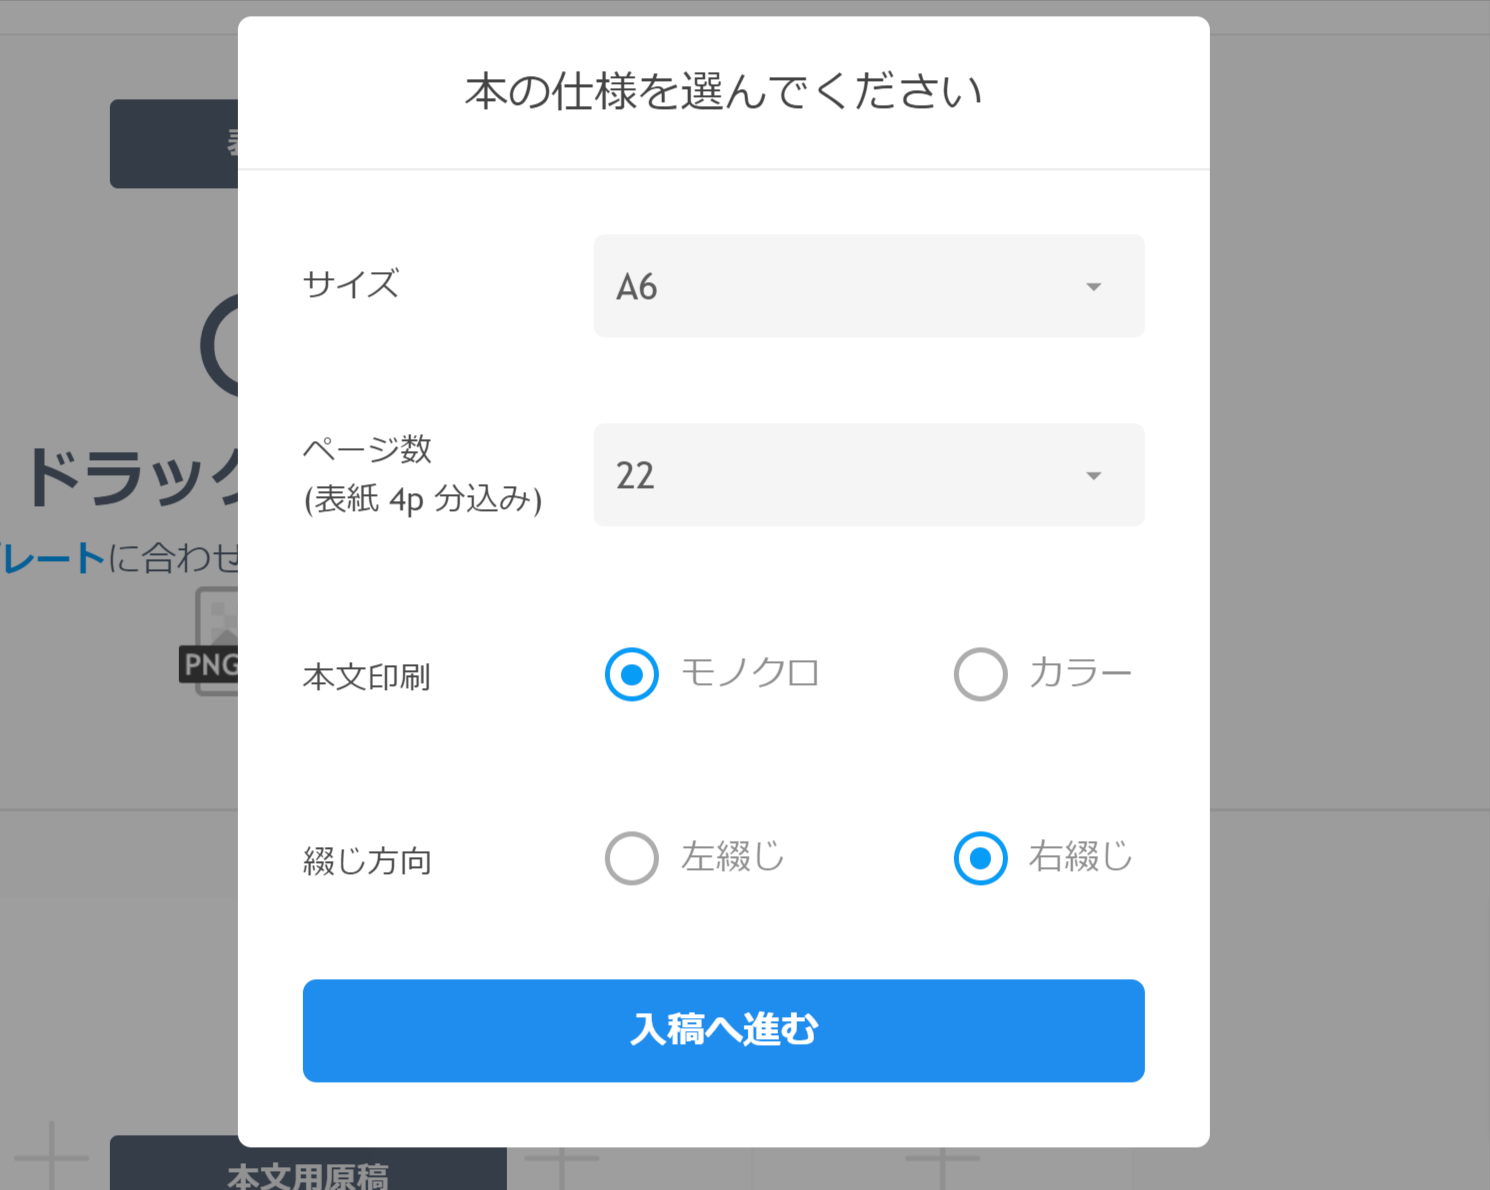 本の仕様を選んでください
サイズ
A6
ページ数
(表紙 4p 分込み)
22
本文印刷
モノクロ
カラー
綴じ方向
左綴じ
右綴じ
入稿へ進む
ドラッグ
レートに合わせ
PNG
本文用原稿